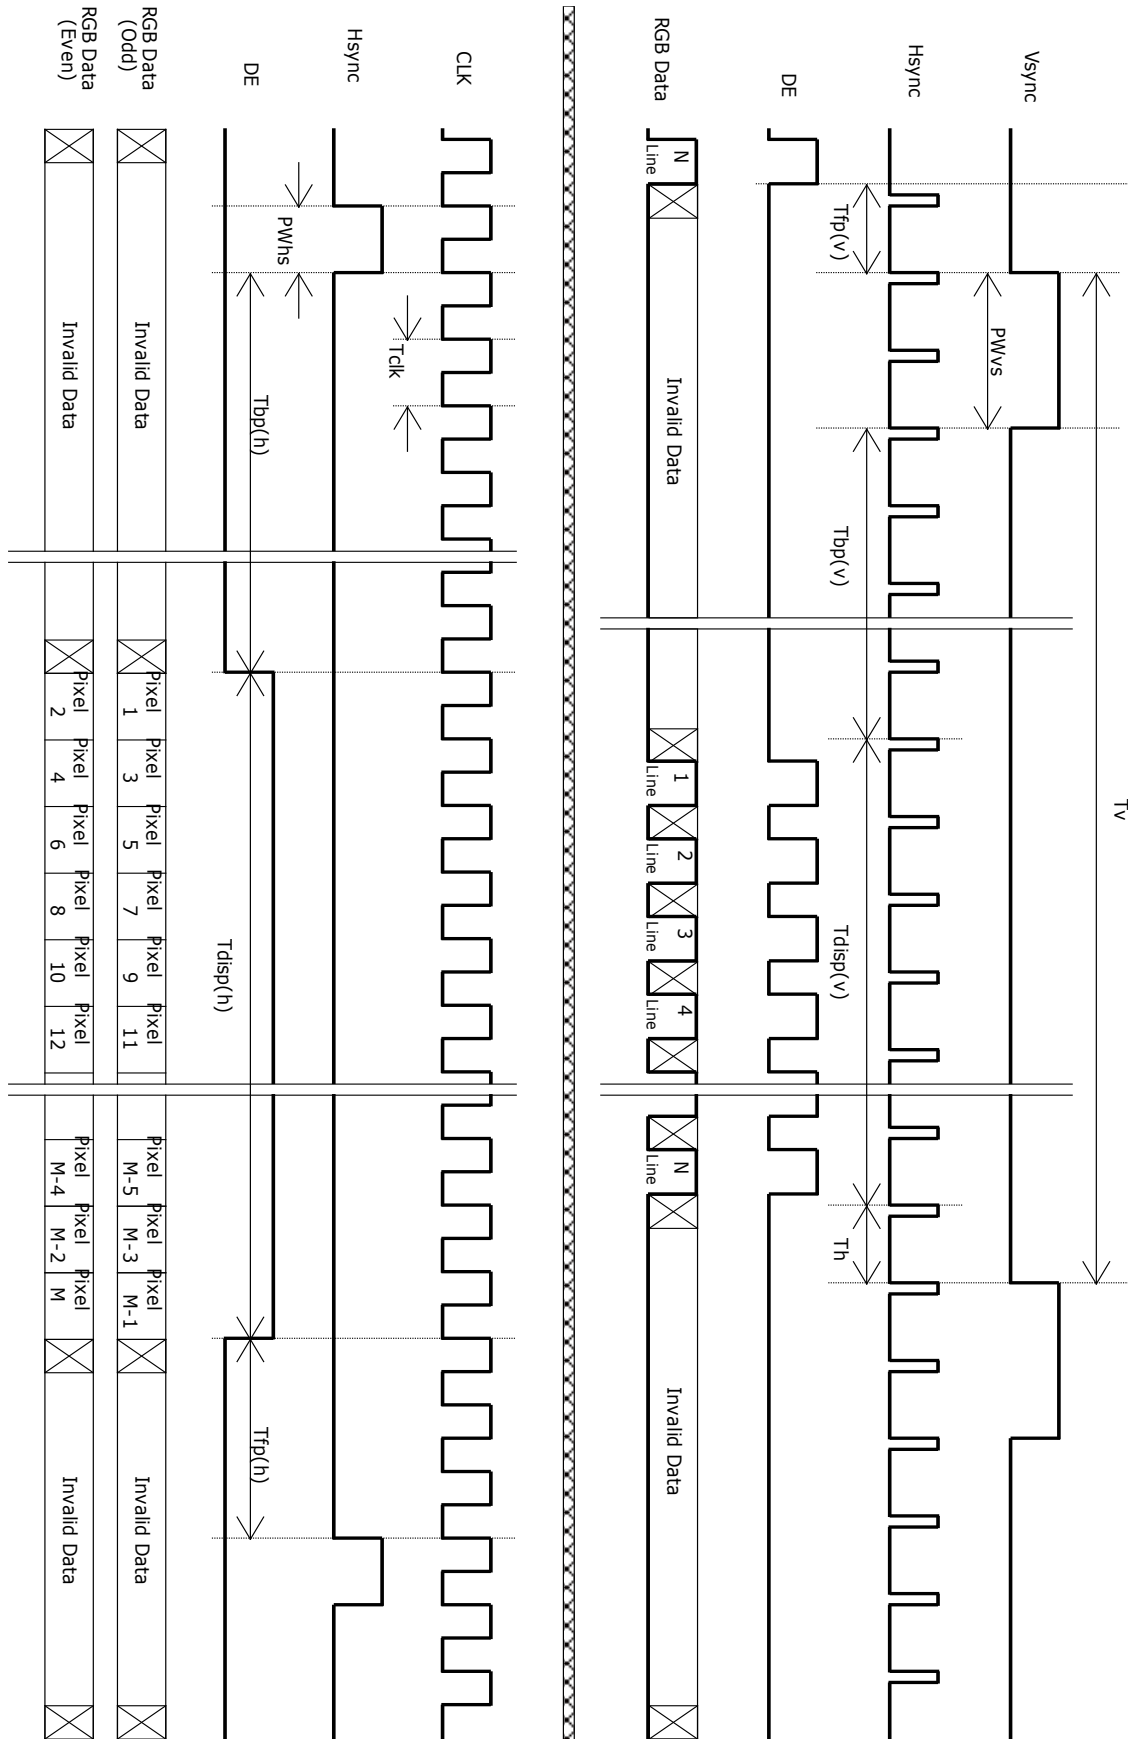 Tv
Vsync
PWvs
Hsync
Tfp(v)
Tbp(v)
Tdisp(v)
Th
DE
RGB Data
Line
N
Invalid Data
Line
1
Line
2
Line
3
Line
4
Line
N
Invalid Data
CLK
Tclk
Hsync
PWhs
DE
Tbp(h)
Tdisp(h)
Tfp(h)
RGB Data
(Odd)
Invalid Data
Pixel
1
Pixel
3
Pixel
5
Pixel
7
Pixel
9
Pixel
11
Pixel
M-5
Pixel
M-3
Pixel
M-1
Invalid Data
RGB Data
(Even)
Invalid Data
Pixel
2
Pixel
4
Pixel
6
Pixel
8
Pixel
10
Pixel
12
Pixel
M-4
Pixel
M-2
Pixel
M
Invalid Data